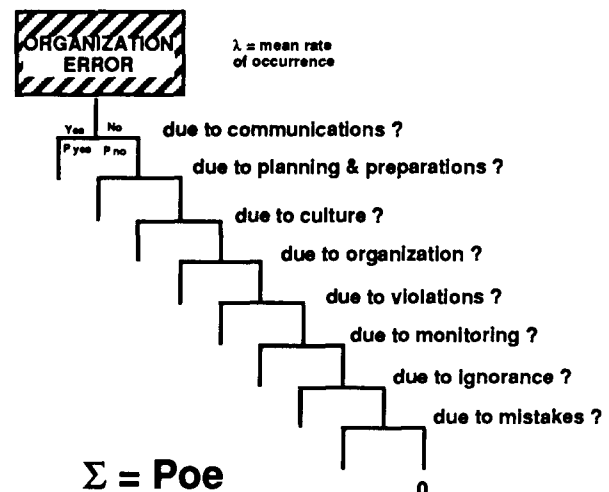 ORGANIZATION
ERROR
λ = mean rate
of occurrence
Yes No
P yes P no
due to communications ?
due to planning & preparations ?
due to culture ?
due to organization ?
due to violations ?
due to monitoring ?
due to ignorance ?
due to mistakes ?
Σ = Poe
0